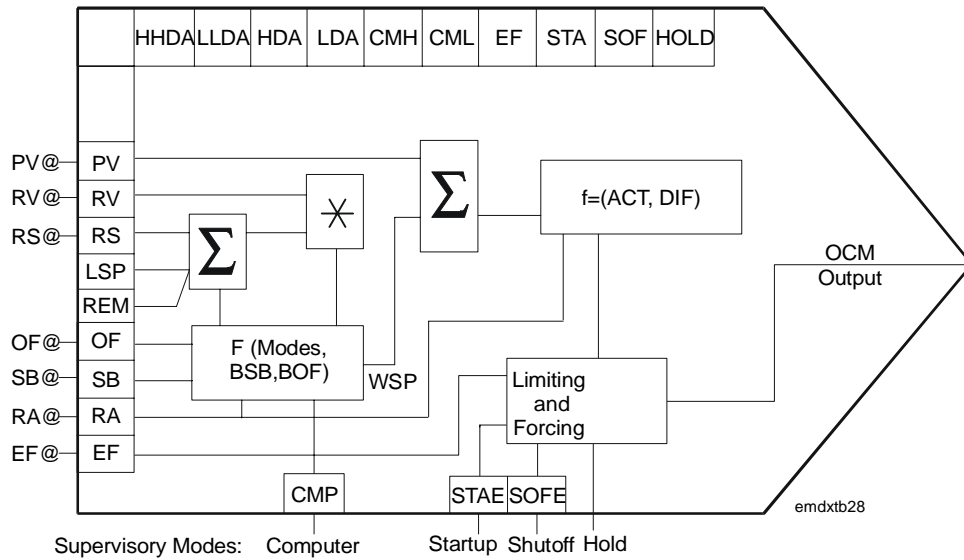 HHDA LLDA HDA LDA CMH CML EF STA SOF HOLD
PV@ PV
RV@ RV
RS@ RS
LSP
REM
OF@ OF
SB@ SB
RA@ RA
EF@ EF
Σ
*
Σ
f=(ACT, DIF)
F (Modes,
BSB,BOF)
WSP
Limiting
and
Forcing
OCM
Output
CMP
STAE SOFE
emdxtb28
Supervisory Modes: Computer Startup Shutoff Hold